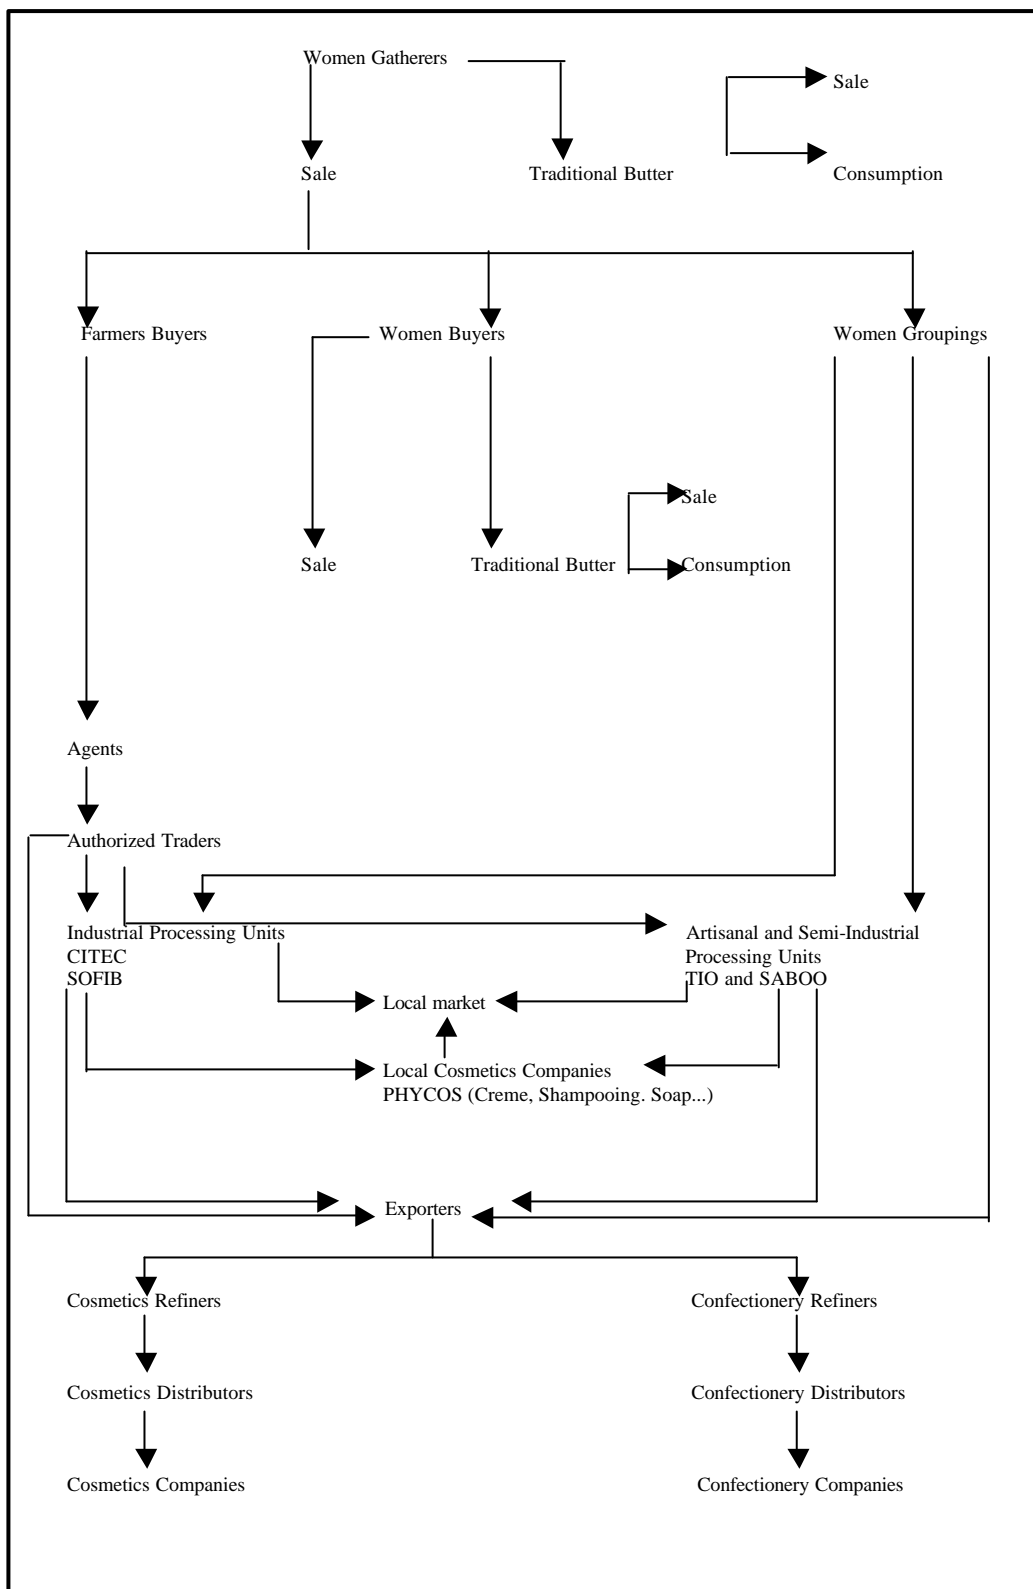 Women Gatherers
Sale
Sale
Traditional Butter
Consumption
Farmers Buyers
Women Buyers
Women Groupings
Sale
Sale
Traditional Butter
Consumption
Agents
Authorized Traders
Industrial Processing Units
CITEC
SOFIB
Artisanal and Semi-Industrial
Processing Units
TIO and SABOO
Local market
Local Cosmetics Companies
PHYCOS (Creme, Shampooing. Soap...)
Exporters
Cosmetics Refiners
Confectionery Refiners
Cosmetics Distributors
Confectionery Distributors
Cosmetics Companies
Confectionery Companies